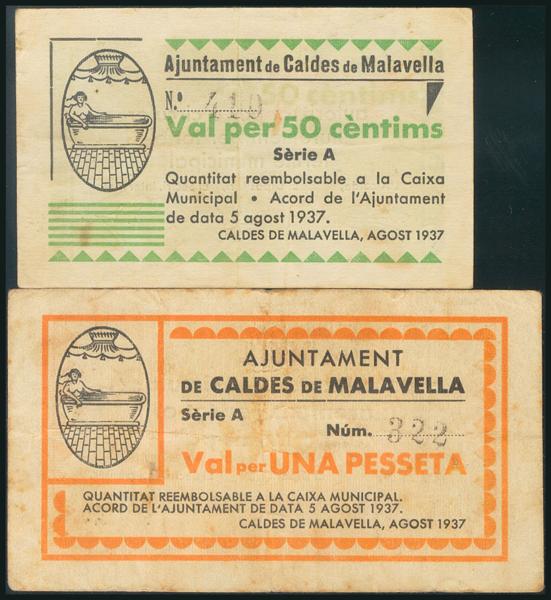 Ajuntament de Caldes de Malavella
Nº 410
Val per 50 cèntims
Sèrie A
Quantitat reembolsable a la Caixa
Municipal • Acord de l'Ajuntament
de data 5 agost 1937.
CALDES DE MALAVELLA, AGOST 1937
AJUNTAMENT
DE CALDES DE MALAVELLA
Sèrie A
Núm. 322
Val per UNA PESSETA
QUANTITAT REEMBOLSABLE A LA CAIXA MUNICIPAL.
ACORD DE L'AJUNTAMENT DE DATA 5 AGOST 1937.
CALDES DE MALAVELLA, AGOST 1937